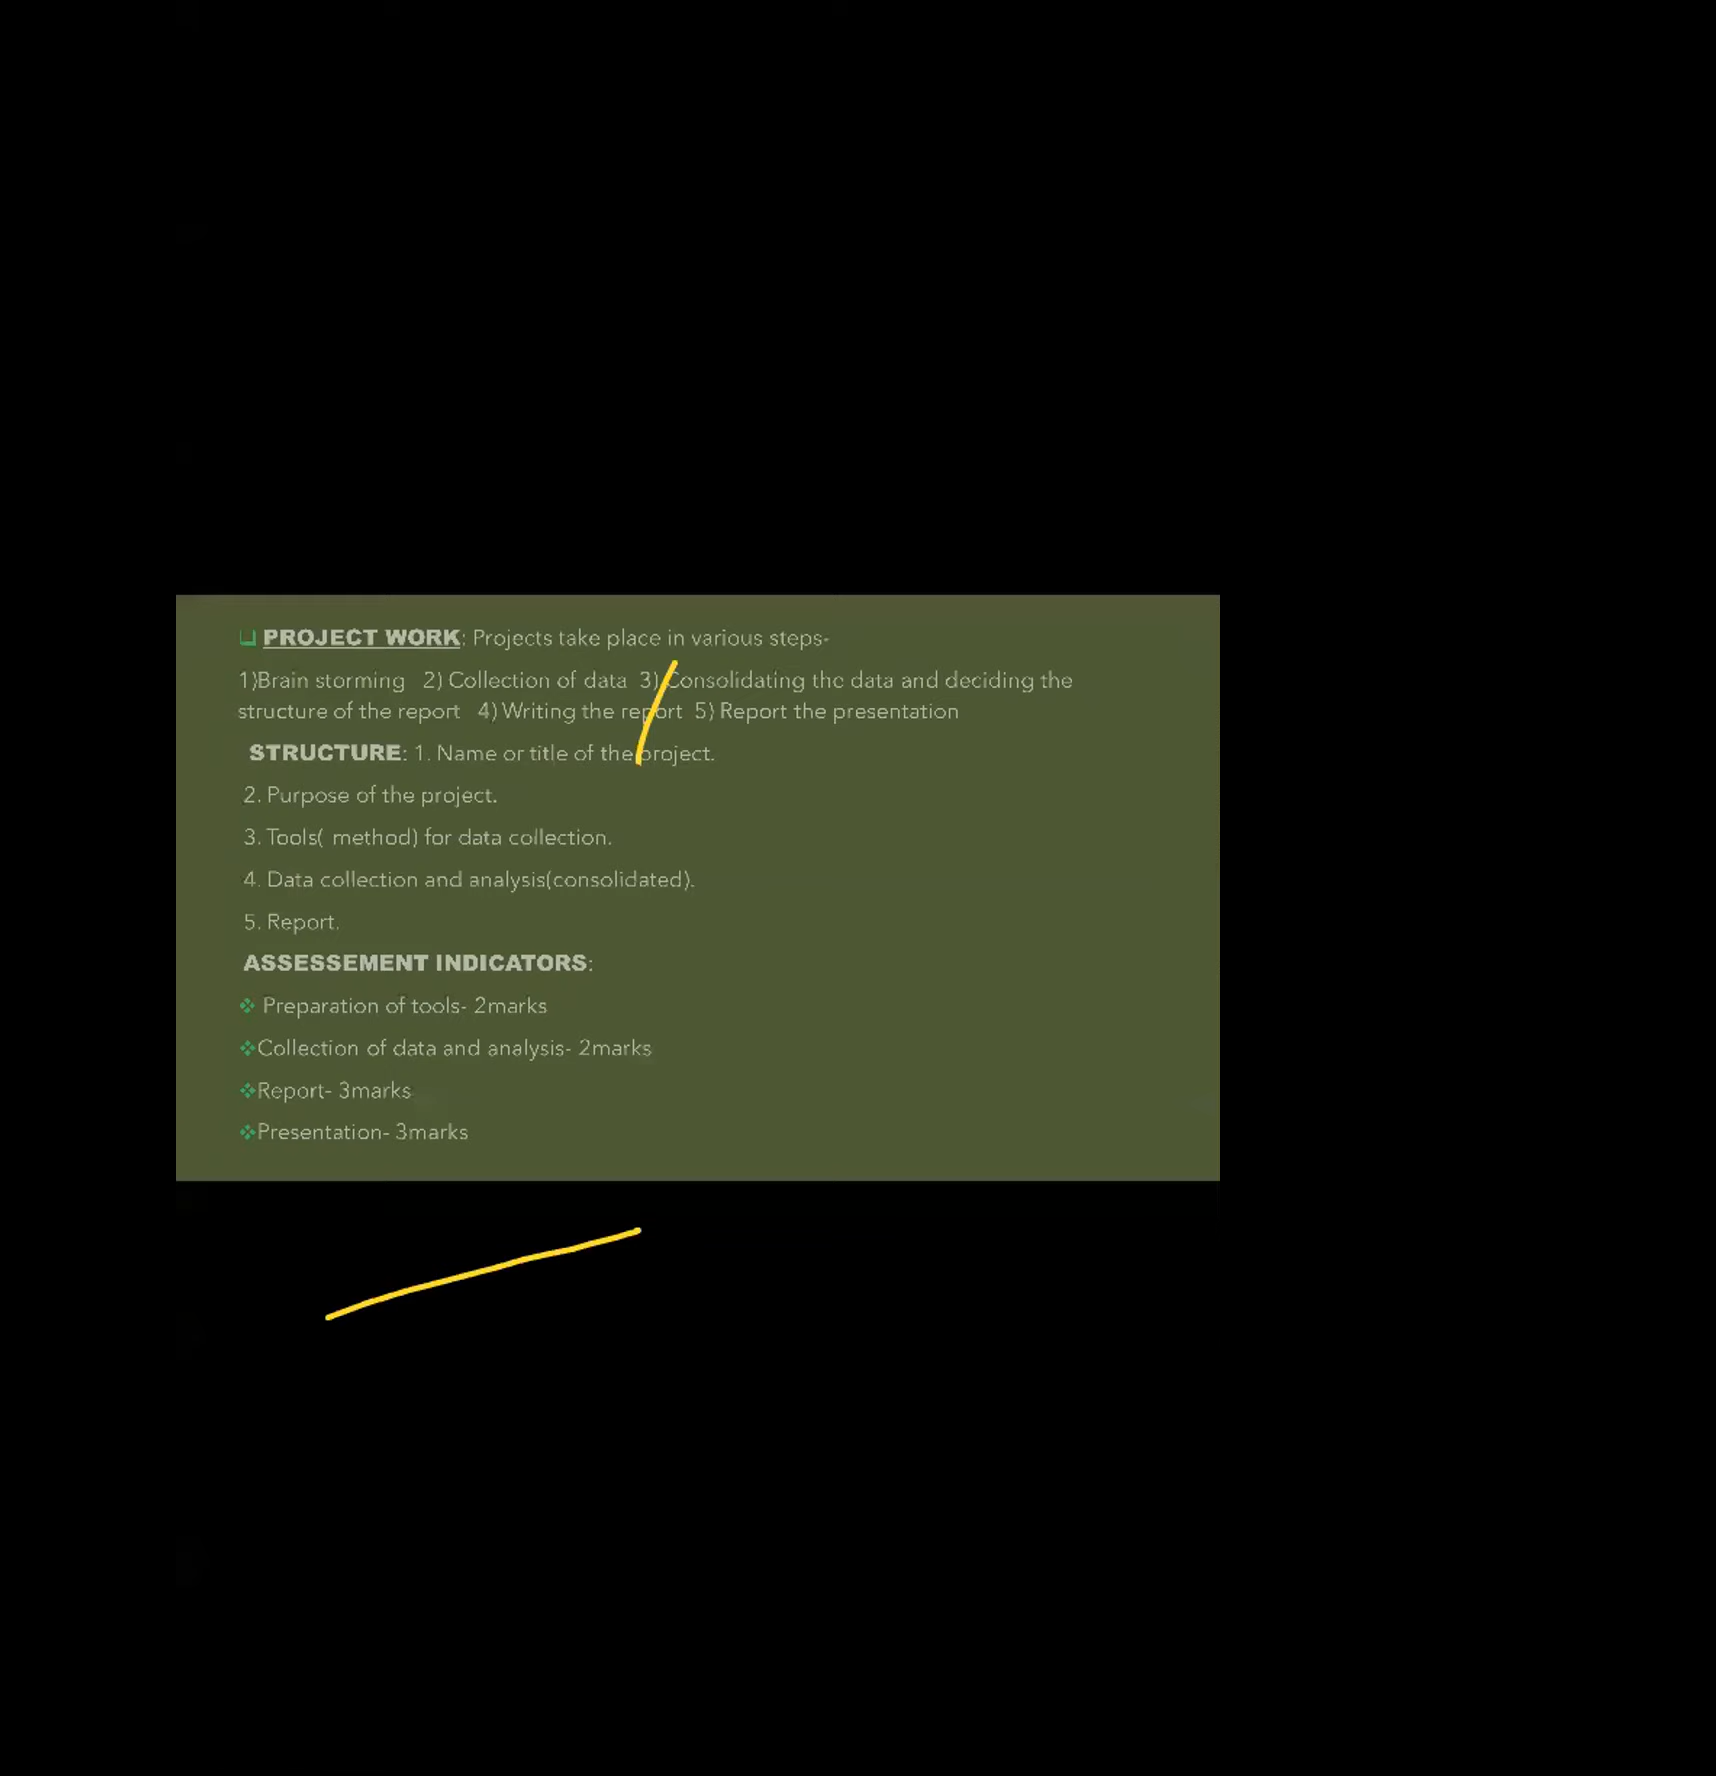 PROJECT WORK: Projects take place in various steps-
1)Brain storming 2) Collection of data 3) Consolidating the data and deciding the
structure of the report 4) Writing the report 5) Report the presentation
STRUCTURE: 1. Name or title of the project.
2. Purpose of the project.
3. Tools( method) for data collection.
4. Data collection and analysis(consolidated).
5. Report.
ASSESSEMENT INDICATORS:
Preparation of tools- 2marks
Collection of data and analysis- 2marks
Report- 3marks
Presentation- 3marks